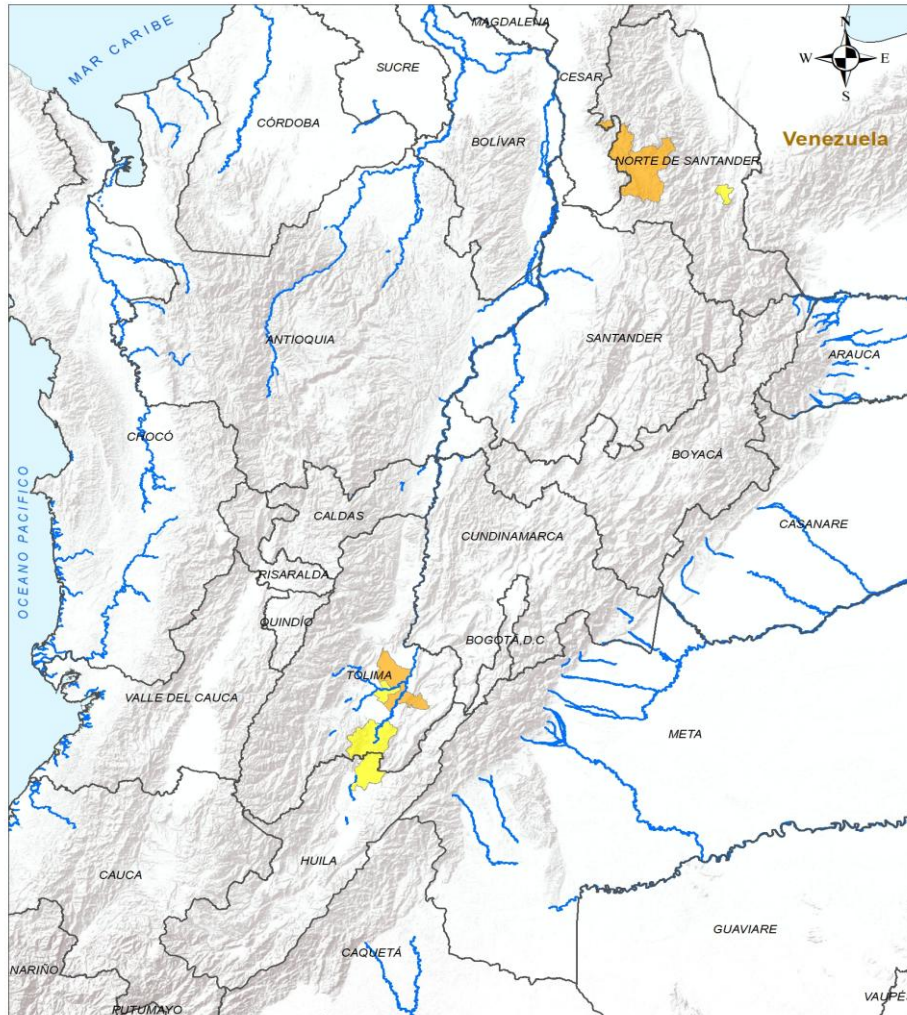 MAGDALENA
MAR CARIBE
N
W E
S
SUCRE
CESAR
CÓRDOBA
BOLÍVAR
Venezuela
NORTE DE SANTANDER
ANTIOQUIA
SANTANDER
ARAUCA
CHOCÓ
BOYACÁ
OCEANO PACIFICO
CALDAS
CASANARE
CUNDINAMARCA
RISARALDA
QUINDÍO
BOGOTÁ,D.C
TOLIMA
VALLE DEL CAUCA
META
HUILA
CAUCA
GUAVIARE
CAQUETÁ
NARIÑO
VAUPÉS
PUTUMAYO